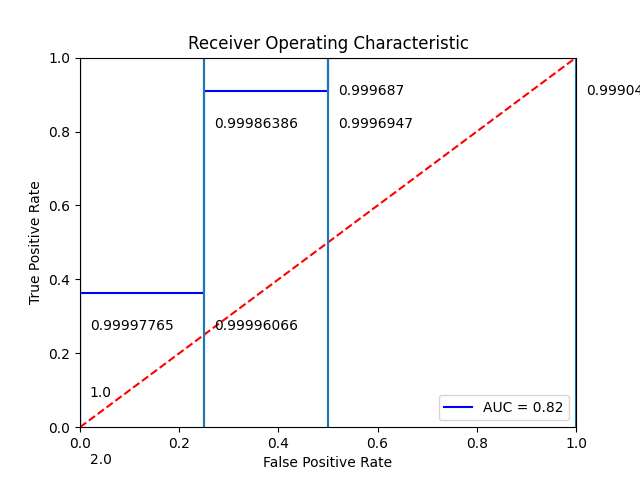 Receiver Operating Characteristic
1.0
0.999687
0.99904
0.8
0.99986386
0.9996947
0.6
True Positive Rate
0.4
0.99997765
0.99996066
0.2
1.0
AUC = 0.82
0.0
0.0 0.2 0.4 0.6 0.8 1.0
2.0
False Positive Rate